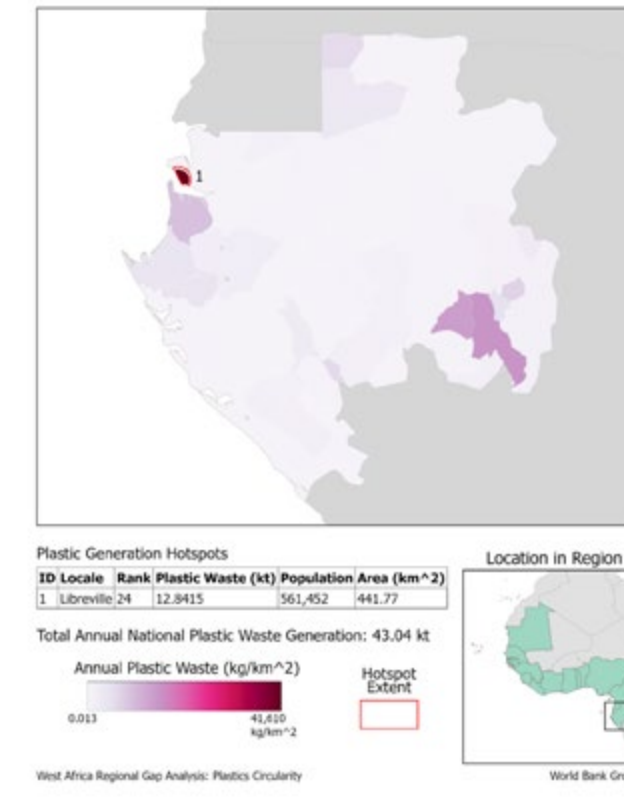 1
Plastic Generation Hotspots
ID Locale Rank Plastic Waste (kt) Population Area (km^2)
1 Libreville 24 12.8415 561,452 441.77
Total Annual National Plastic Waste Generation: 43.04 kt
Annual Plastic Waste (kg/km^2)
0.013 41,610
kg/km^2
Hotspot
Extent
Location in Region
West Africa Regional Gap Analysis: Plastics Circularity
World Bank